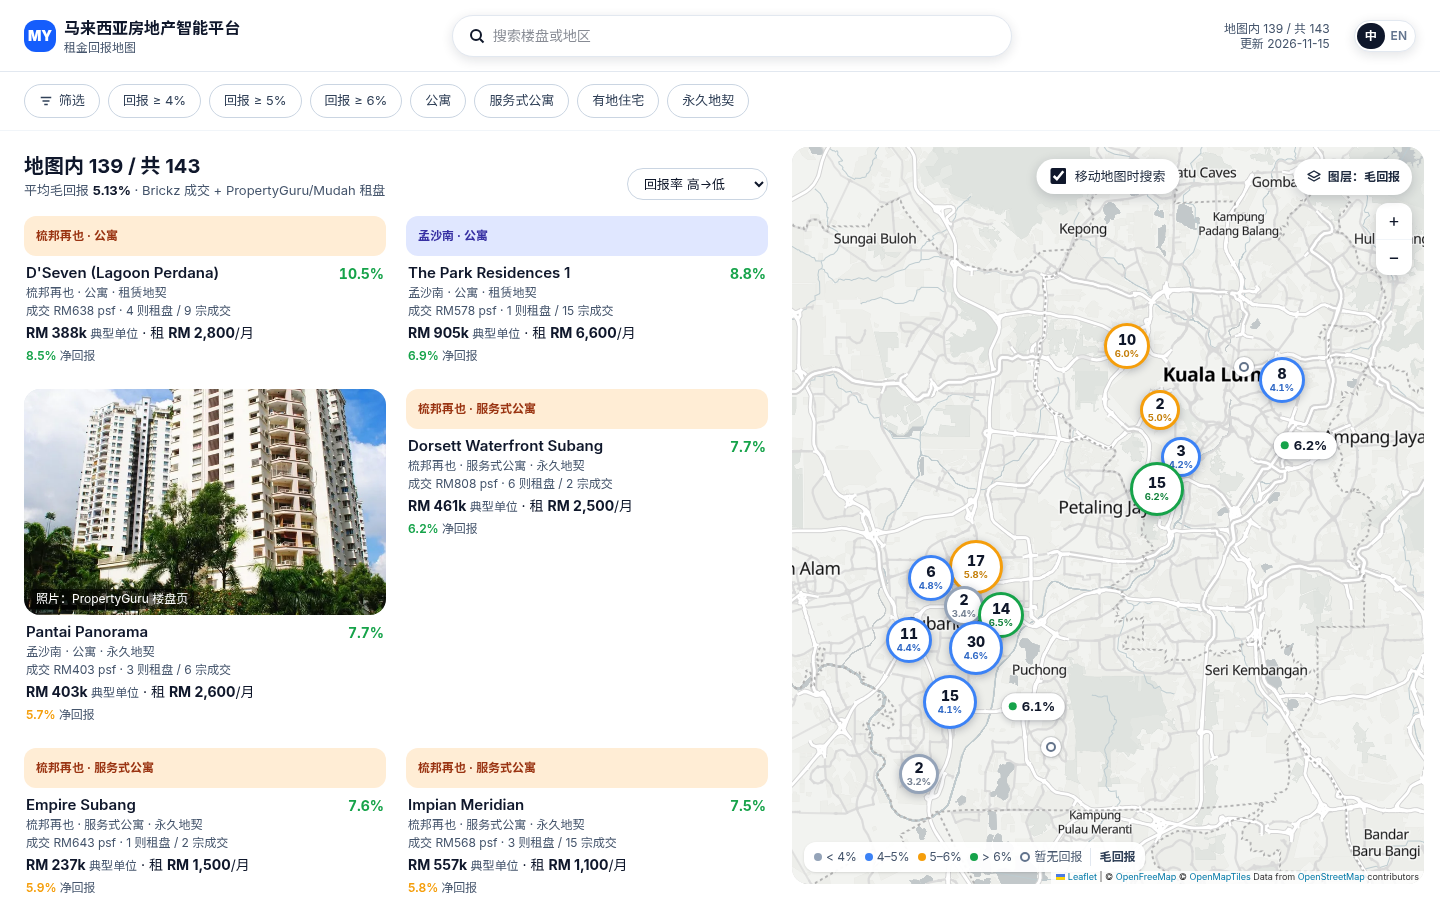 MY
马来西亚房地产智能平台
租金回报地图
搜索楼盘或地区
地图内 139 / 共 143
更新 2026-11-15
中 EN
筛选
回报 ≥ 4%
回报 ≥ 5%
回报 ≥ 6%
公寓
服务式公寓
有地住宅
永久地契
地图内 139 / 共 143
平均毛回报 5.13% · Brickz 成交 + PropertyGuru/Mudah 租盘
回报率 高→低
梳邦再也 · 公寓
D'Seven (Lagoon Perdana) 10.5%
梳邦再也 · 公寓 · 租赁地契
成交 RM638 psf · 4 则租盘 / 9 宗成交
RM 388k 典型单位 · 租 RM 2,800/月
8.5% 净回报
孟沙南 · 公寓
The Park Residences 1 8.8%
孟沙南 · 公寓 · 租赁地契
成交 RM578 psf · 1 则租盘 / 15 宗成交
RM 905k 典型单位 · 租 RM 6,600/月
6.9% 净回报
照片：PropertyGuru 楼盘页
Pantai Panorama 7.7%
孟沙南 · 公寓 · 永久地契
成交 RM403 psf · 3 则租盘 / 6 宗成交
RM 403k 典型单位 · 租 RM 2,600/月
5.7% 净回报
梳邦再也 · 服务式公寓
Dorsett Waterfront Subang 7.7%
梳邦再也 · 服务式公寓 · 永久地契
成交 RM808 psf · 6 则租盘 / 2 宗成交
RM 461k 典型单位 · 租 RM 2,500/月
6.2% 净回报
梳邦再也 · 服务式公寓
Empire Subang 7.6%
梳邦再也 · 服务式公寓 · 永久地契
成交 RM643 psf · 1 则租盘 / 2 宗成交
RM 237k 典型单位 · 租 RM 1,500/月
5.9% 净回报
梳邦再也 · 服务式公寓
Impian Meridian 7.5%
梳邦再也 · 服务式公寓 · 永久地契
成交 RM568 psf · 3 则租盘 / 15 宗成交
RM 557k 典型单位 · 租 RM 1,100/月
5.8% 净回报
移动地图时搜索
atu Caves
Gomba
图层：毛回报
+
−
Sungai Buloh
Kepong
Kampung
Padang Balang
10
6.0%
Kuala Lum
8
4.1%
2
5.0%
6.2%
mpang Jaya
3
4.2%
15
6.2%
Petaling Ja
Alam
17
5.8%
6
4.8%
2
3.4%
14
6.5%
11
4.4%
30
4.6%
Puchong
Seri Kembangan
15
4.1%
6.1%
2
3.2%
Kampung
Pulau Meranti
Bandar
Baru Bangi
< 4% 4–5% 5–6% > 6% 暂无回报 毛回报
Leaflet | © OpenFreeMap © OpenMapTiles Data from OpenStreetMap contributors